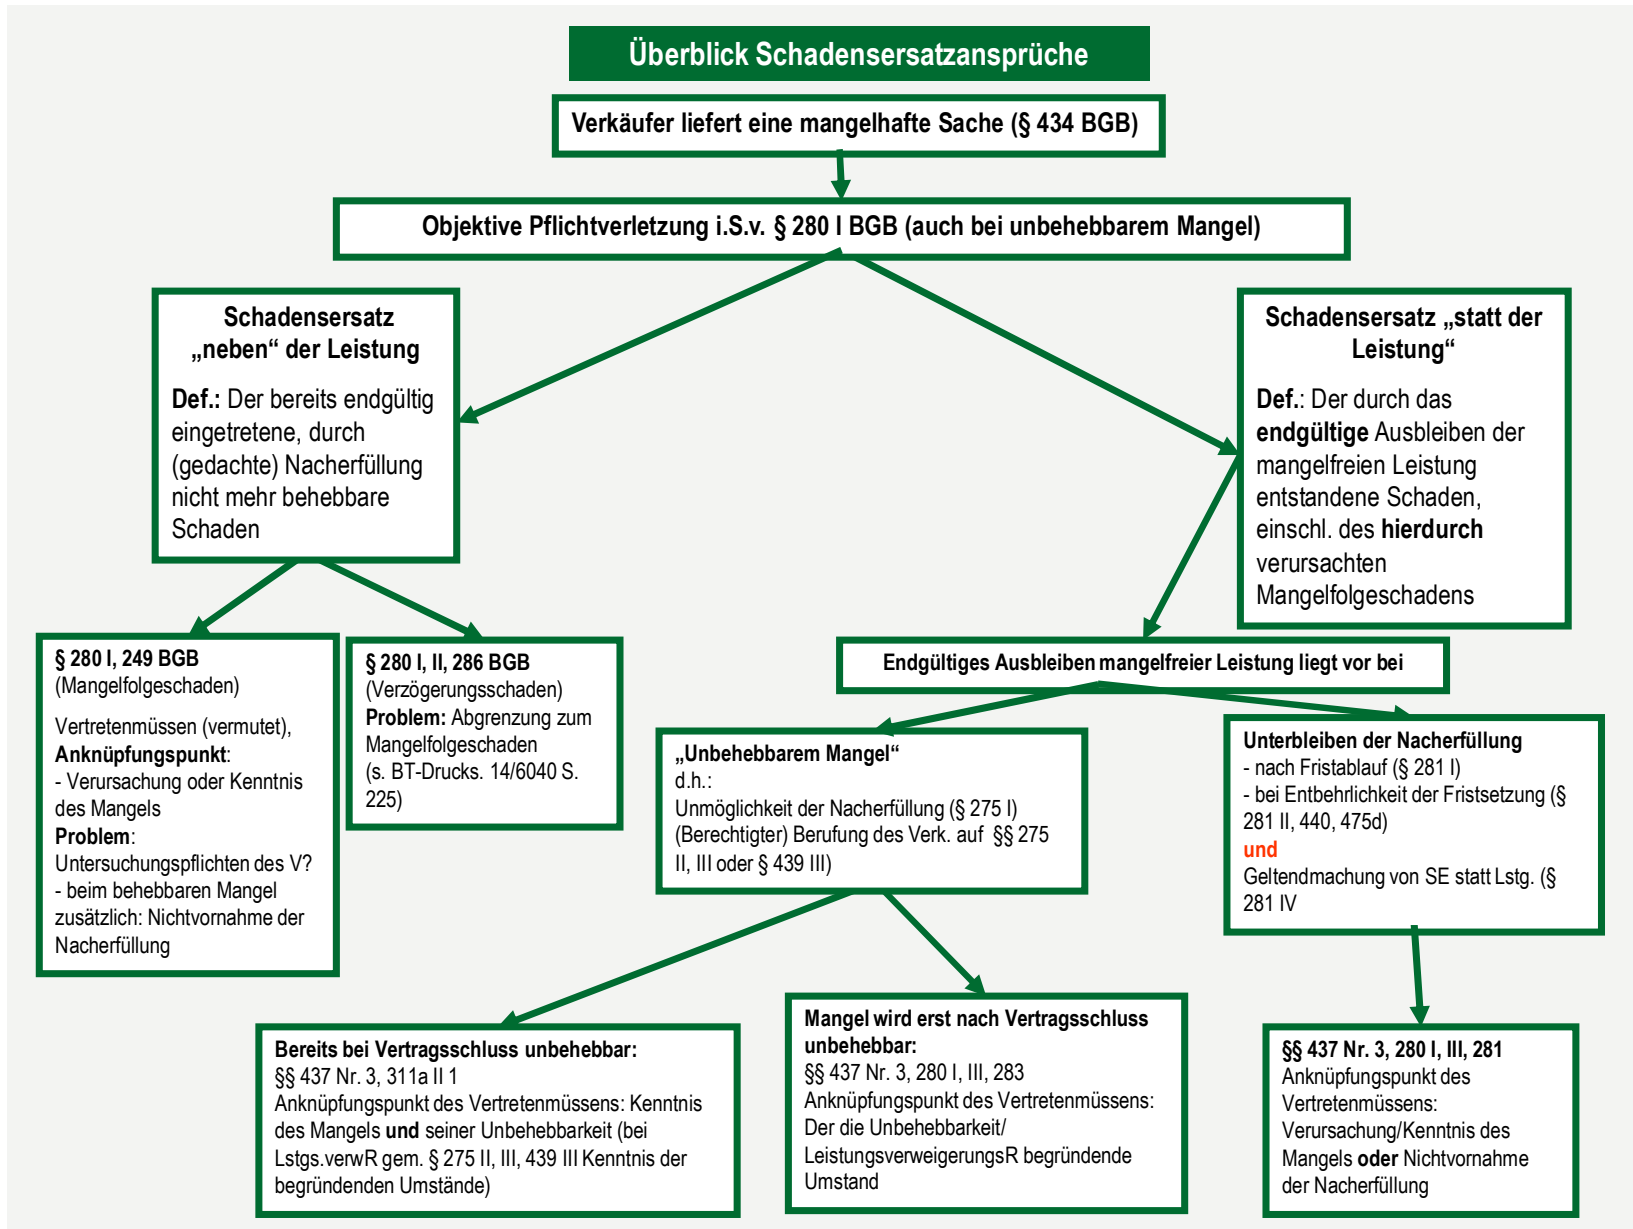 Überblick Schadensersatzansprüche
Verkäufer liefert eine mangelhafte Sache (§ 434 BGB)
Objektive Pflichtverletzung i.S.v. § 280 I BGB (auch bei unbehebbarem Mangel)
Schadensersatz
„neben“ der Leistung
Def.: Der bereits endgültig
eingetretene, durch
(gedachte) Nacherfüllung
nicht mehr behebbare
Schaden
Schadensersatz „statt der
Leistung“
Def.: Der durch das
endgültige Ausbleiben der
mangelfreien Leistung
entstandene Schaden,
einschl. des hierdurch
verursachten
Mangelfolgeschadens
§ 280 I, 249 BGB
(Mangelfolgeschaden)
Vertretenmüssen (vermutet),
Anknüpfungspunkt:
- Verursachung oder Kenntnis
des Mangels
Problem:
Untersuchungspflichten des V?
- beim behebbaren Mangel
zusätzlich: Nichtvornahme der
Nacherfüllung
§ 280 I, II, 286 BGB
(Verzögerungsschaden)
Problem: Abgrenzung zum
Mangelfolgeschaden
(s. BT-Drucks. 14/6040 S.
225)
Endgültiges Ausbleiben mangelfreier Leistung liegt vor bei
„Unbehebbarem Mangel“
d.h.:
Unmöglichkeit der Nacherfüllung (§ 275 I)
(Berechtigter) Berufung des Verk. auf §§ 275
II, III oder § 439 III)
Unterbleiben der Nacherfüllung
- nach Fristablauf (§ 281 I)
- bei Entbehrlichkeit der Fristsetzung (§
281 II, 440, 475d)
und
Geltendmachung von SE statt Lstg. (§
281 IV
Bereits bei Vertragsschluss unbehebbar:
§§ 437 Nr. 3, 311a II 1
Anknüpfungspunkt des Vertretenmüssens: Kenntnis
des Mangels und seiner Unbehebbarkeit (bei
Lstgs.verwR gem. § 275 II, III, 439 III Kenntnis der
begründenden Umstände)
Mangel wird erst nach Vertragsschluss
unbehebbar:
§§ 437 Nr. 3, 280 I, III, 283
Anknüpfungspunkt des Vertretenmüssens:
Der die Unbehebbarkeit/
LeistungsverweigerungsR begründende
Umstand
§§ 437 Nr. 3, 280 I, III, 281
Anknüpfungspunkt des
Vertretenmüssens:
Verursachung/Kenntnis des
Mangels oder Nichtvornahme
der Nacherfüllung